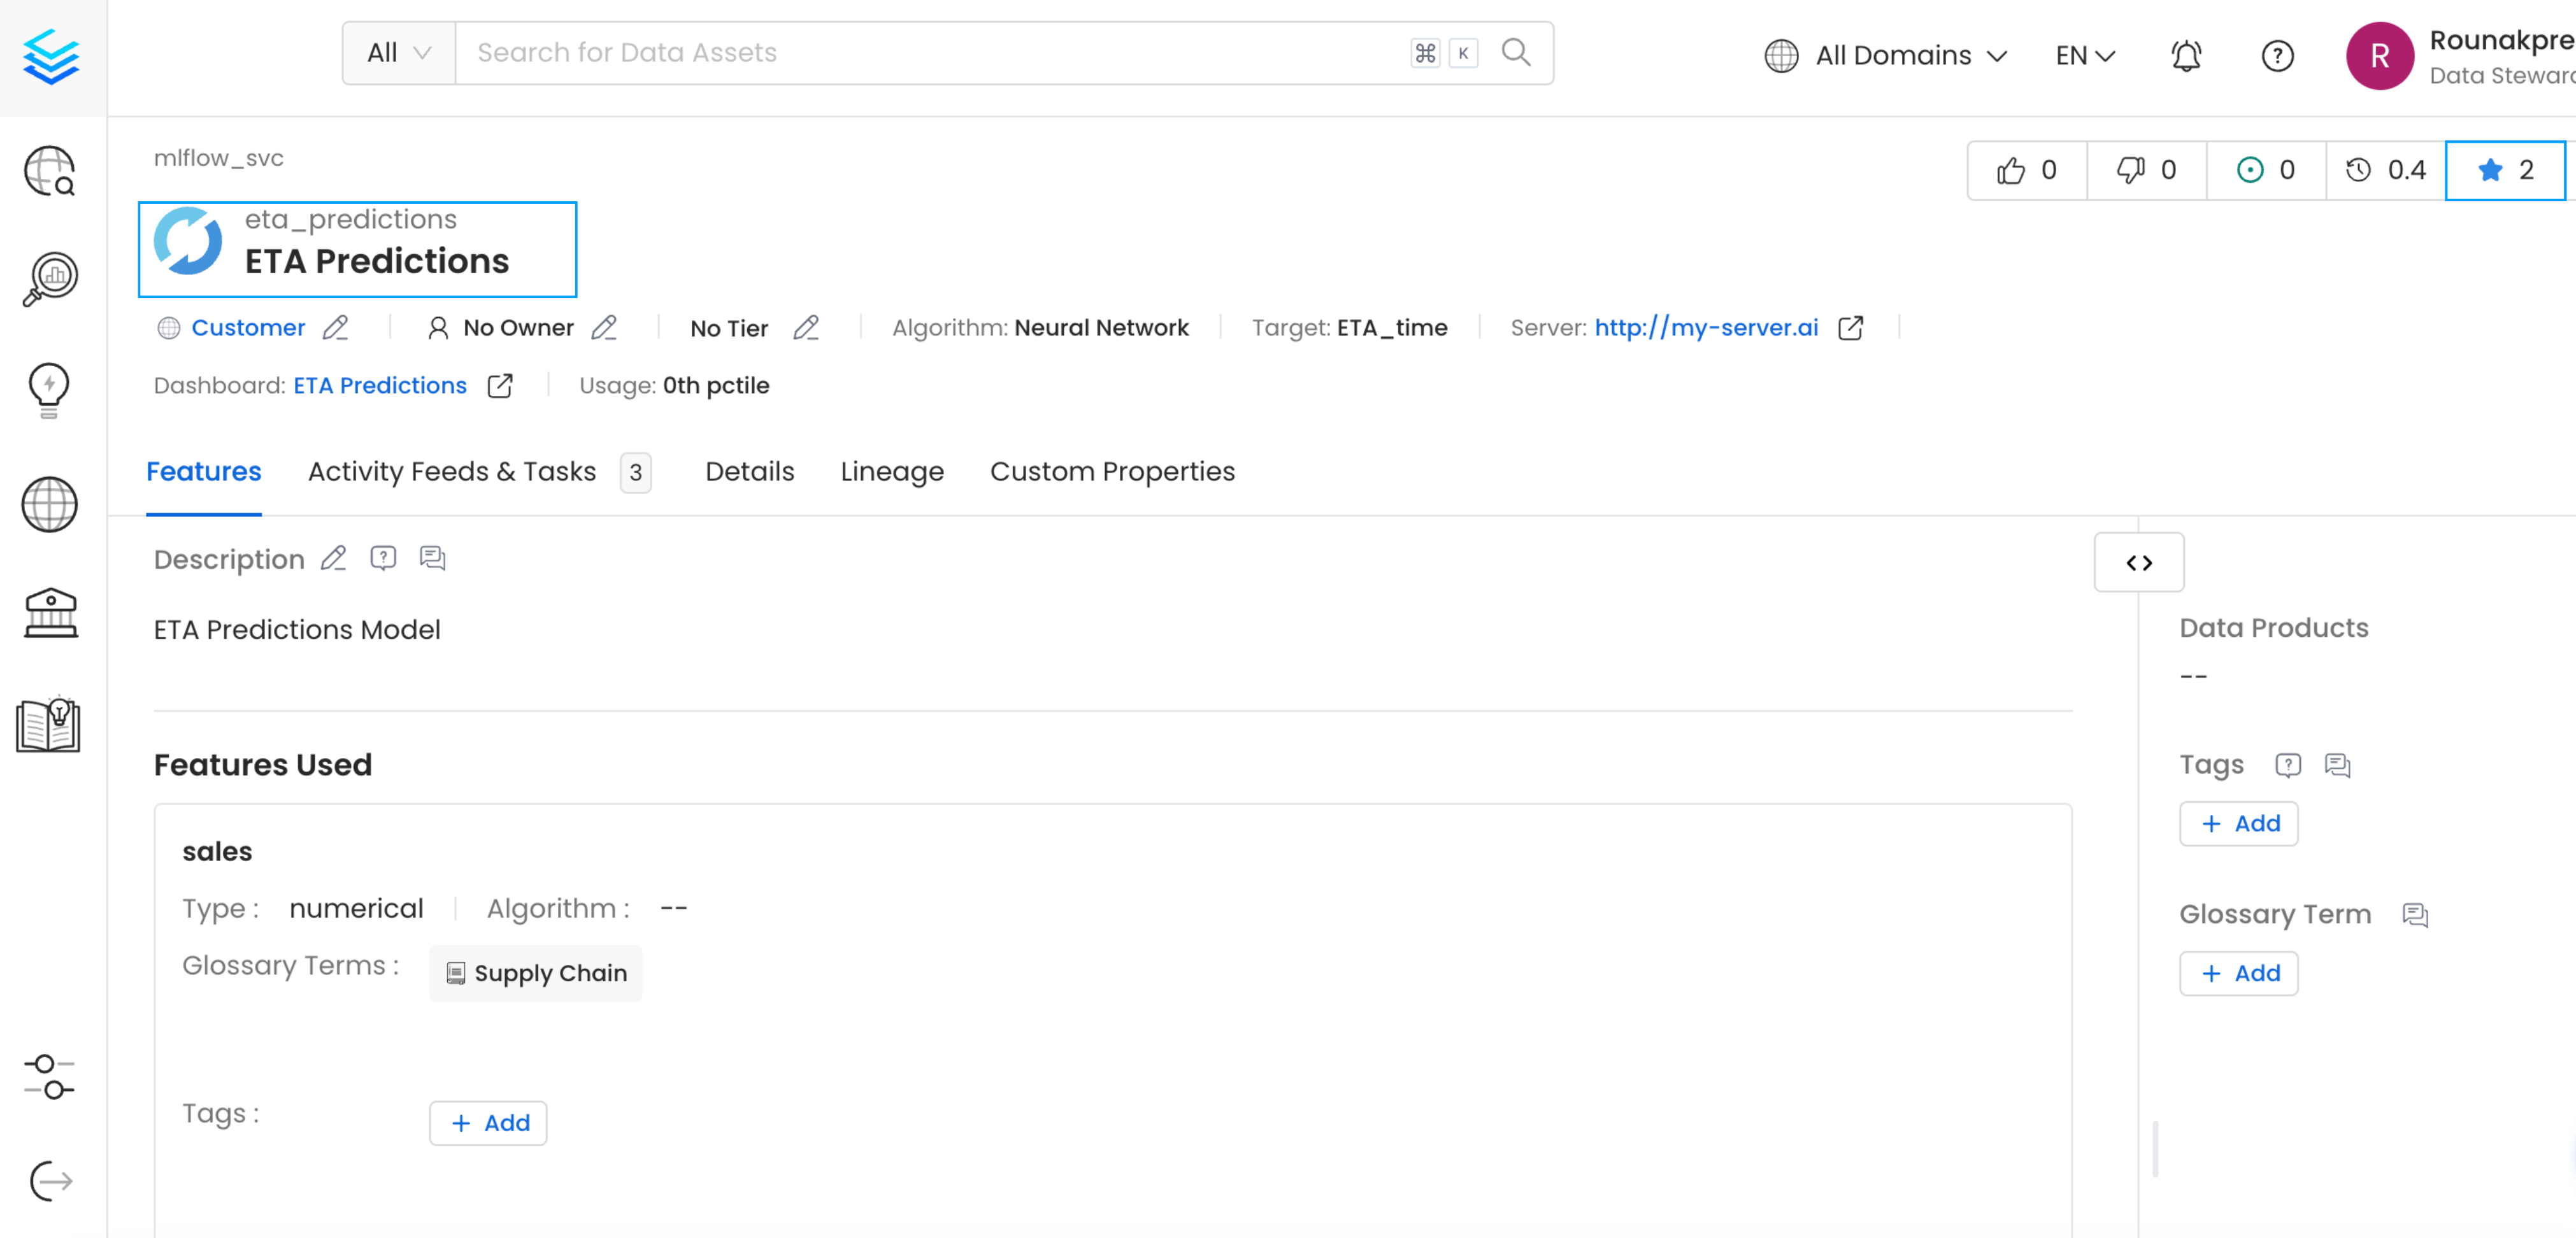 All Search for Data Assets ⌘ K All Domains EN R Rounakpre
Data Steward
mlflow_svc
0 0 0 0.4 2
eta_predictions
ETA Predictions
Customer No Owner No Tier Algorithm: Neural Network Target: ETA_time Server: http://my-server.ai
Dashboard: ETA Predictions Usage: 0th pctile
Features Activity Feeds & Tasks 3 Details Lineage Custom Properties
Description
ETA Predictions Model
Data Products
--
Features Used
Tags
sales
+ Add
Type : numerical Algorithm : --
Glossary Term
Glossary Terms : Supply Chain
+ Add
Tags : + Add